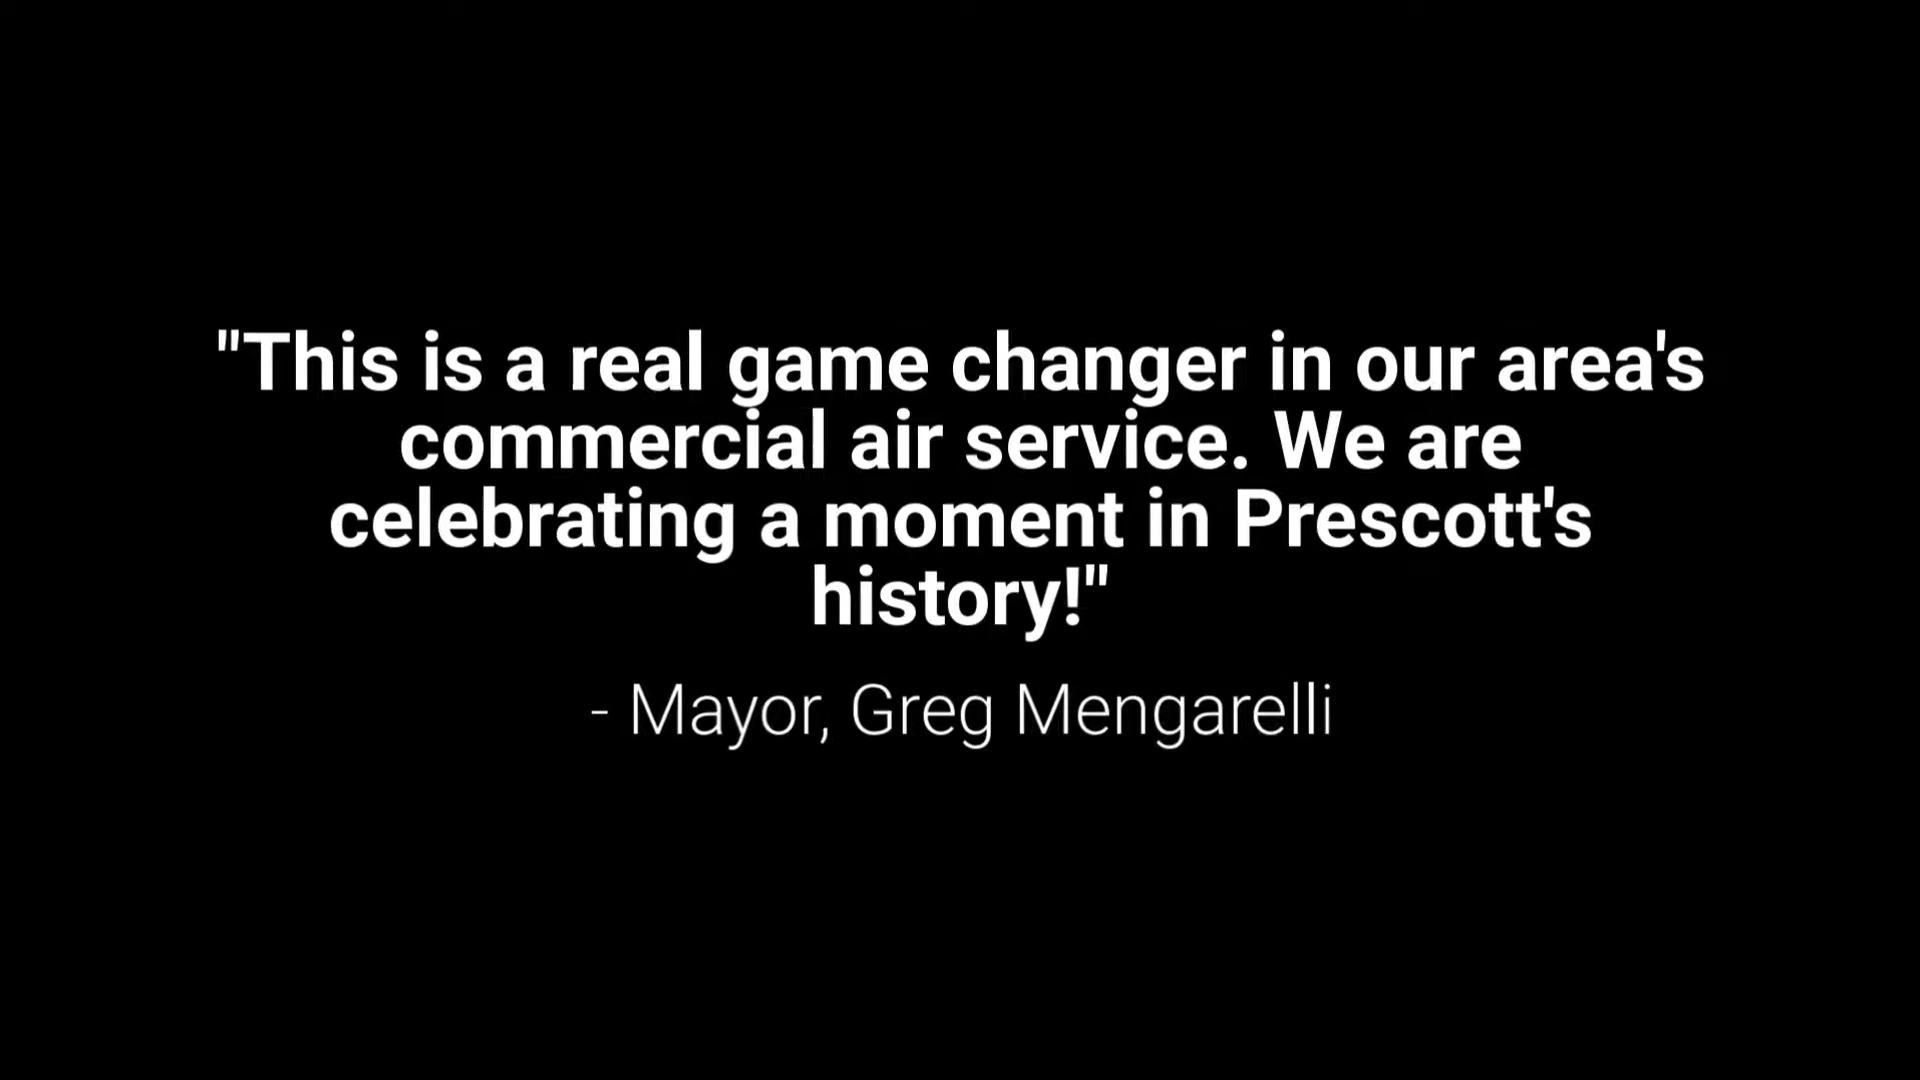 "This is a real game changer in our area's
commercial air service. We are
celebrating a moment in Prescott's
history!"
- Mayor, Greg Mengarelli